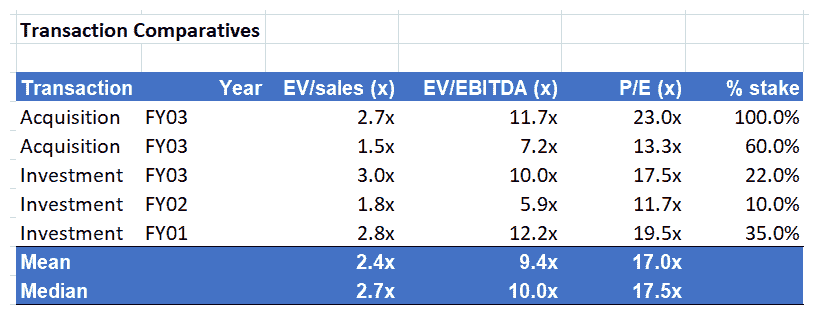 Transaction Comparatives
Transaction Year EV/sales (x) EV/EBITDA (x) P/E (x) % stake
Acquisition FY03 2.7x 11.7x 23.0x 100.0%
Acquisition FY03 1.5x 7.2x 13.3x 60.0%
Investment FY03 3.0x 10.0x 17.5x 22.0%
Investment FY02 1.8x 5.9x 11.7x 10.0%
Investment FY01 2.8x 12.2x 19.5x 35.0%
Mean 2.4x 9.4x 17.0x
Median 2.7x 10.0x 17.5x